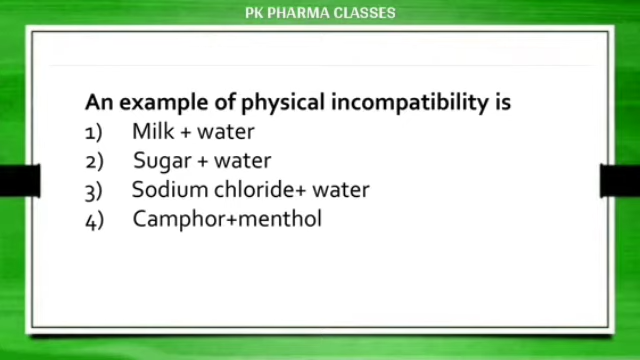 PK PHARMA CLASSES
An example of physical incompatibility is
1) Milk + water
2) Sugar + water
3) Sodium chloride+ water
4) Camphor+menthol